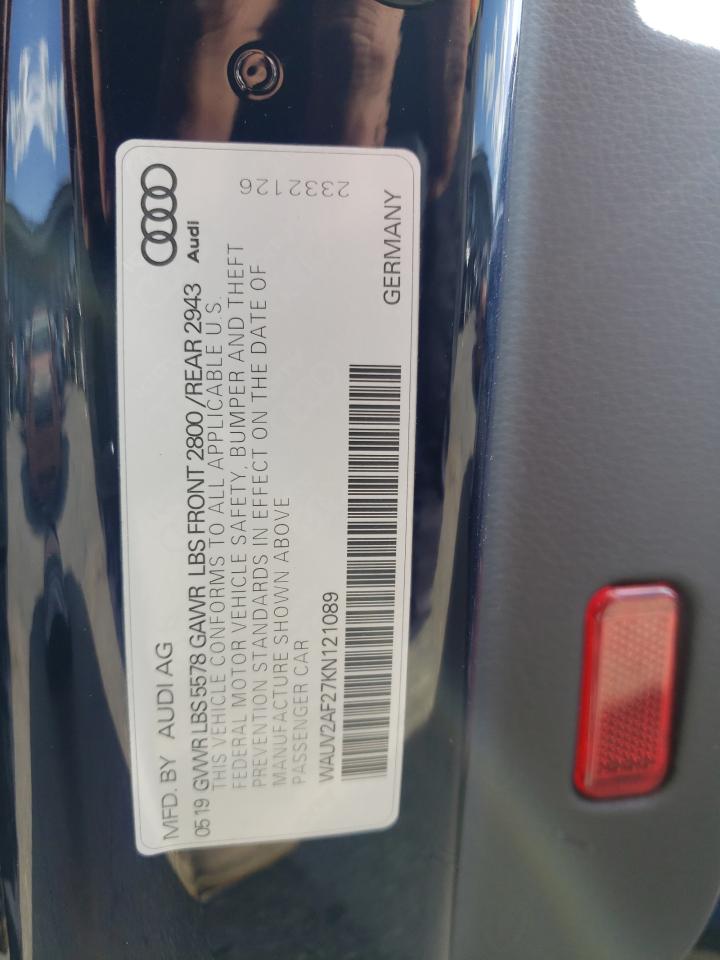 MFD. BY AUDI AG
05 19 GVWR LBS 5578 GAWR LBS FRONT 2800 / REAR 2943
Audi
THIS VEHICLE CONFORMS TO ALL APPLICABLE U.S.
FEDERAL MOTOR VEHICLE SAFETY, BUMPER AND THEFT
PREVENTION STANDARDS IN EFFECT ON THE DATE OF
MANUFACTURE SHOWN ABOVE
PASSENGER CAR
WAUV2AF27KN121089
GERMANY
2332126